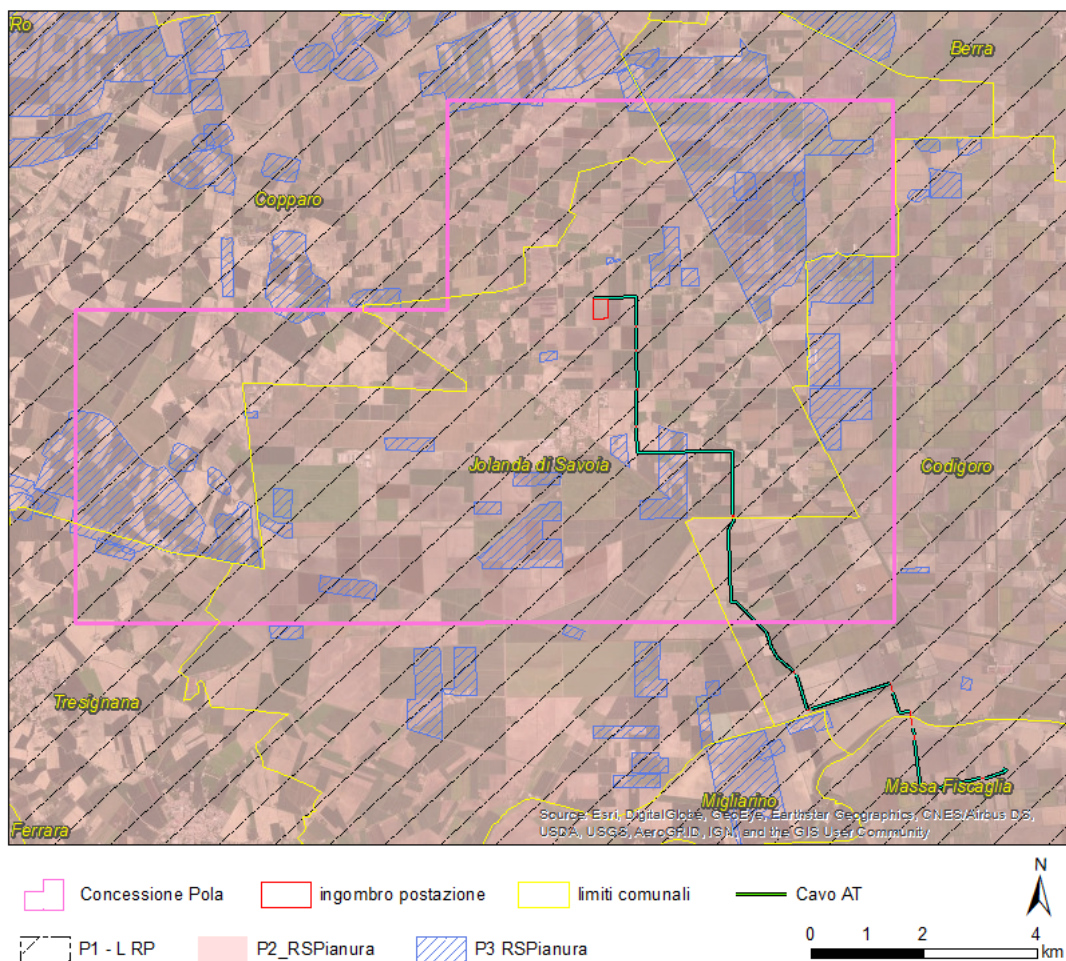 Ro
Berra
Copparo
Jolanda di Savoia
Codigoro
Tresignana
Massa Fiscaglia
Migliarino
Ferrara
Source: Esri, DigitalGlobe, GeoEye, Earthstar Geographics, CNES/Airbus DS,
USDA, USGS, AeroGRID, IGN, and the GIS User Community
Concessione Pola
ingombro postazione
limiti comunali
Cavo AT
N
P1 - L RP
P2_RSPianura
P3 RSPianura
0 1 2 4
km